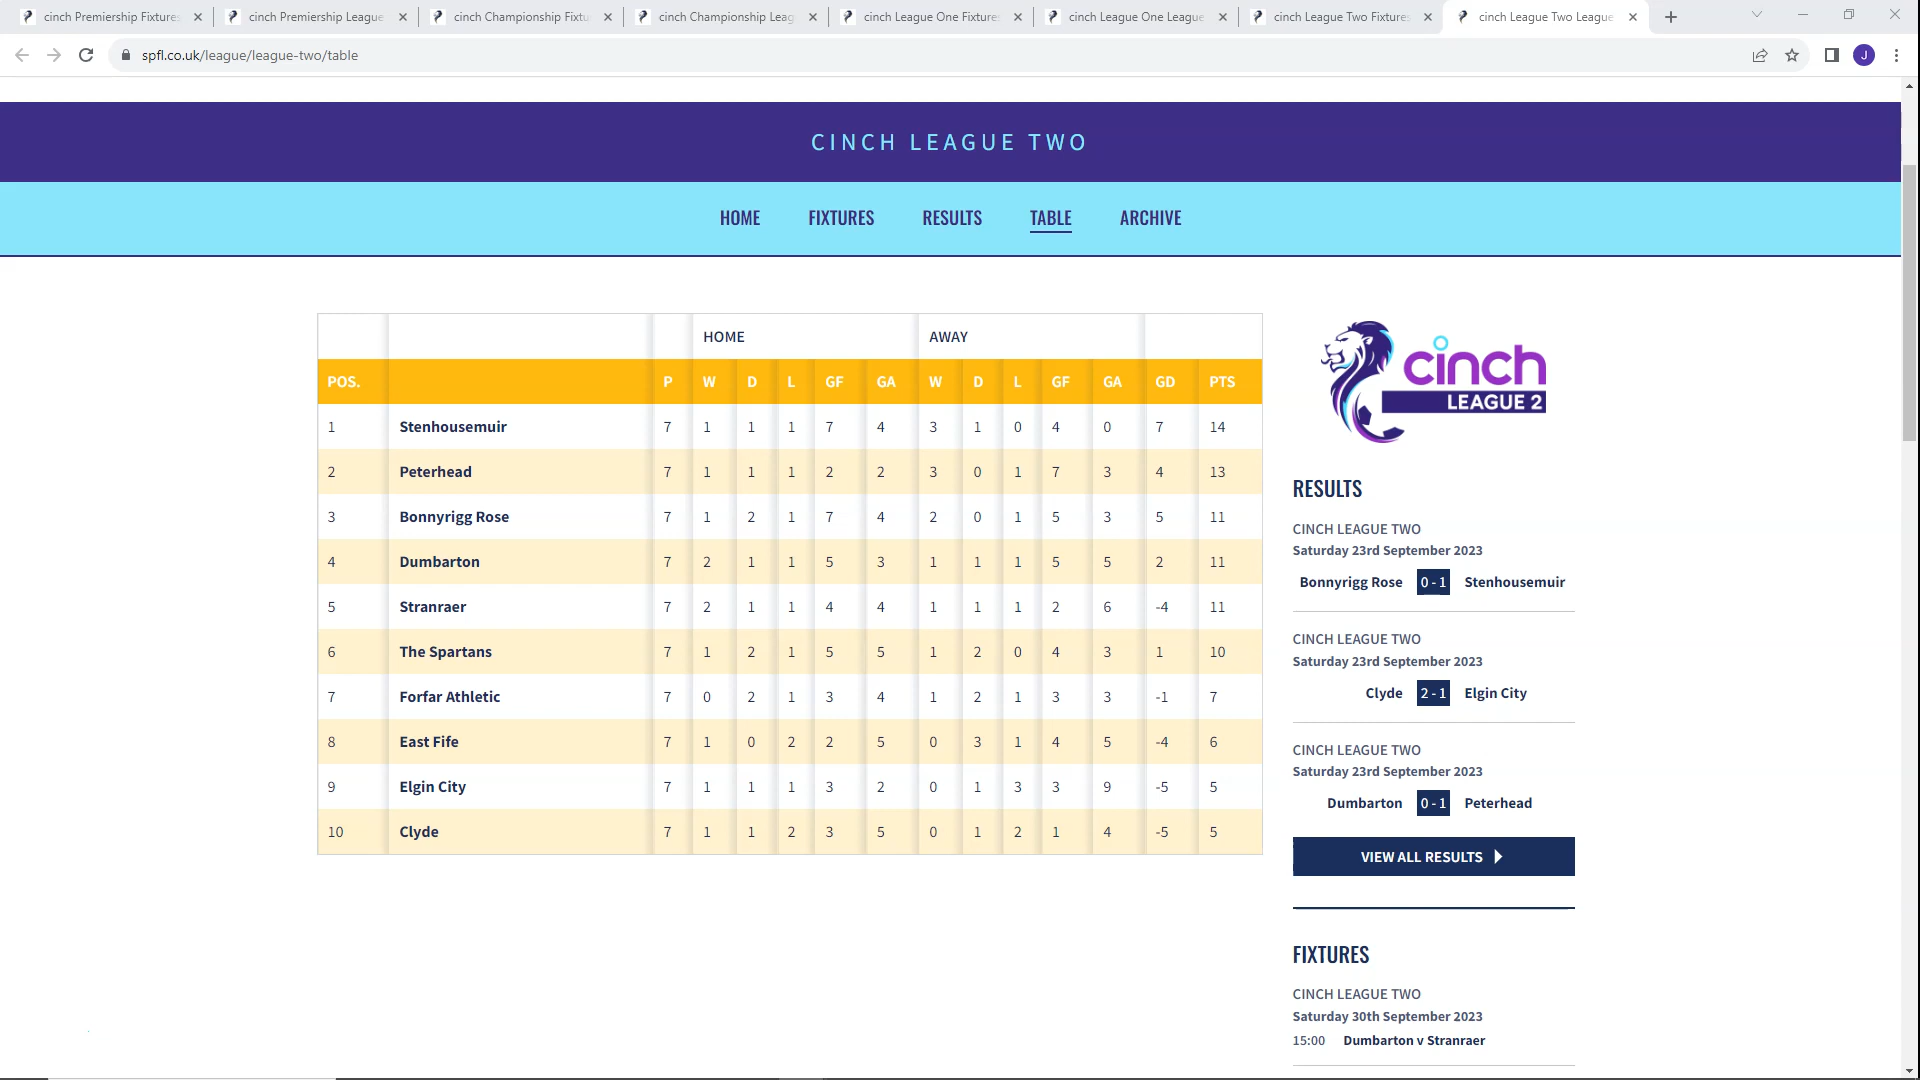 cinch Premiership Fixtures
cinch Premiership League
cinch Championship Fixtu
cinch Championship Leag
cinch League One Fixtures
cinch League One League
cinch League Two Fixtures
cinch League Two League
spfl.co.uk/league/league-two/table
J
CINCH LEAGUE TWO
HOME FIXTURES RESULTS TABLE ARCHIVE
HOME AWAY
POS. P W D L GF GA W D L GF GA GD PTS
1 Stenhousemuir 7 1 1 1 7 4 3 1 0 4 0 7 14
2 Peterhead 7 1 1 1 2 2 3 0 1 7 3 4 13
3 Bonnyrigg Rose 7 1 2 1 7 4 2 0 1 5 3 5 11
4 Dumbarton 7 2 1 1 5 3 1 1 1 5 5 2 11
5 Stranraer 7 2 1 1 4 4 1 1 1 2 6 -4 11
6 The Spartans 7 1 2 1 5 5 1 2 0 4 3 1 10
7 Forfar Athletic 7 0 2 1 3 4 1 2 1 3 3 -1 7
8 East Fife 7 1 0 2 2 5 0 3 1 4 5 -4 6
9 Elgin City 7 1 1 1 3 2 0 1 3 3 9 -5 5
10 Clyde 7 1 1 2 3 5 0 1 2 1 4 -5 5
cinch
LEAGUE 2
RESULTS
CINCH LEAGUE TWO
Saturday 23rd September 2023
Bonnyrigg Rose 0 - 1 Stenhousemuir
CINCH LEAGUE TWO
Saturday 23rd September 2023
Clyde 2 - 1 Elgin City
CINCH LEAGUE TWO
Saturday 23rd September 2023
Dumbarton 0 - 1 Peterhead
VIEW ALL RESULTS
FIXTURES
CINCH LEAGUE TWO
Saturday 30th September 2023
15:00 Dumbarton v Stranraer